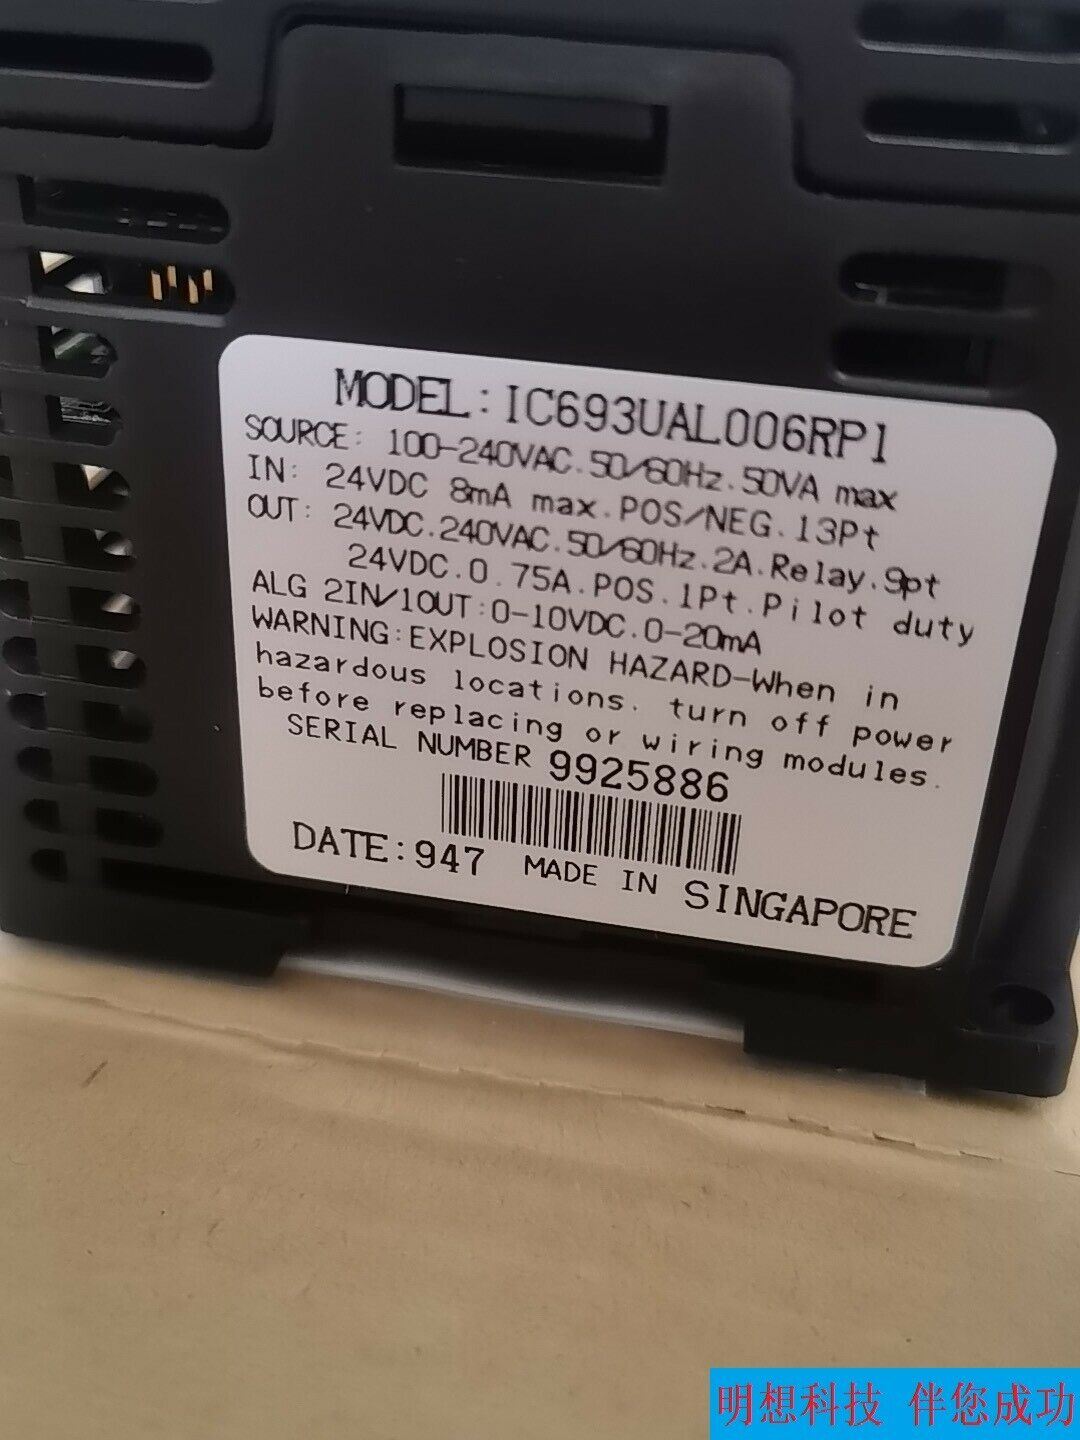 MODEL: IC693UAL006RP1
SOURCE: 100-240VAC.50/60Hz.50VA max
IN: 24VDC 8mA max.POS/NEG.13Pt
OUT: 24VDC.240VAC.50/60Hz.2A.Relay.9pt
24VDC.0.75A.POS.1Pt.Pilot duty
ALG 2IN/1OUT:0-10VDC.0-20mA
WARNING:EXPLOSION HAZARD-When in
hazardous locations. turn off power
before replacing or wiring modules.
SERIAL NUMBER 9925886
DATE:947 MADE IN SINGAPORE
明想科技 伴您成功